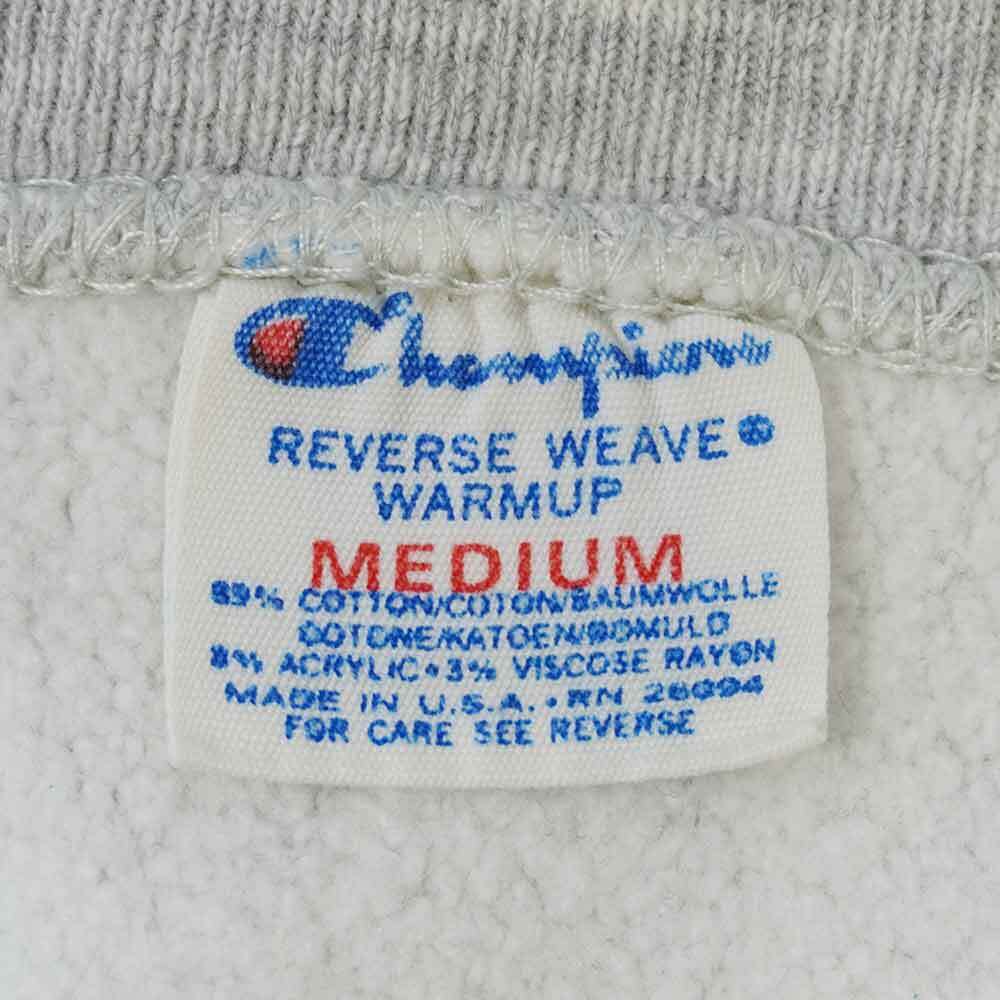 Champion
REVERSE WEAVE®
WARMUP
MEDIUM
89% COTTON/COTON/BAUMWOLLE
COTONE/KATOEN/BOMULD
8% ACRYLIC • 3% VISCOSE RAYON
MADE IN U.S.A. • RN 26094
FOR CARE SEE REVERSE